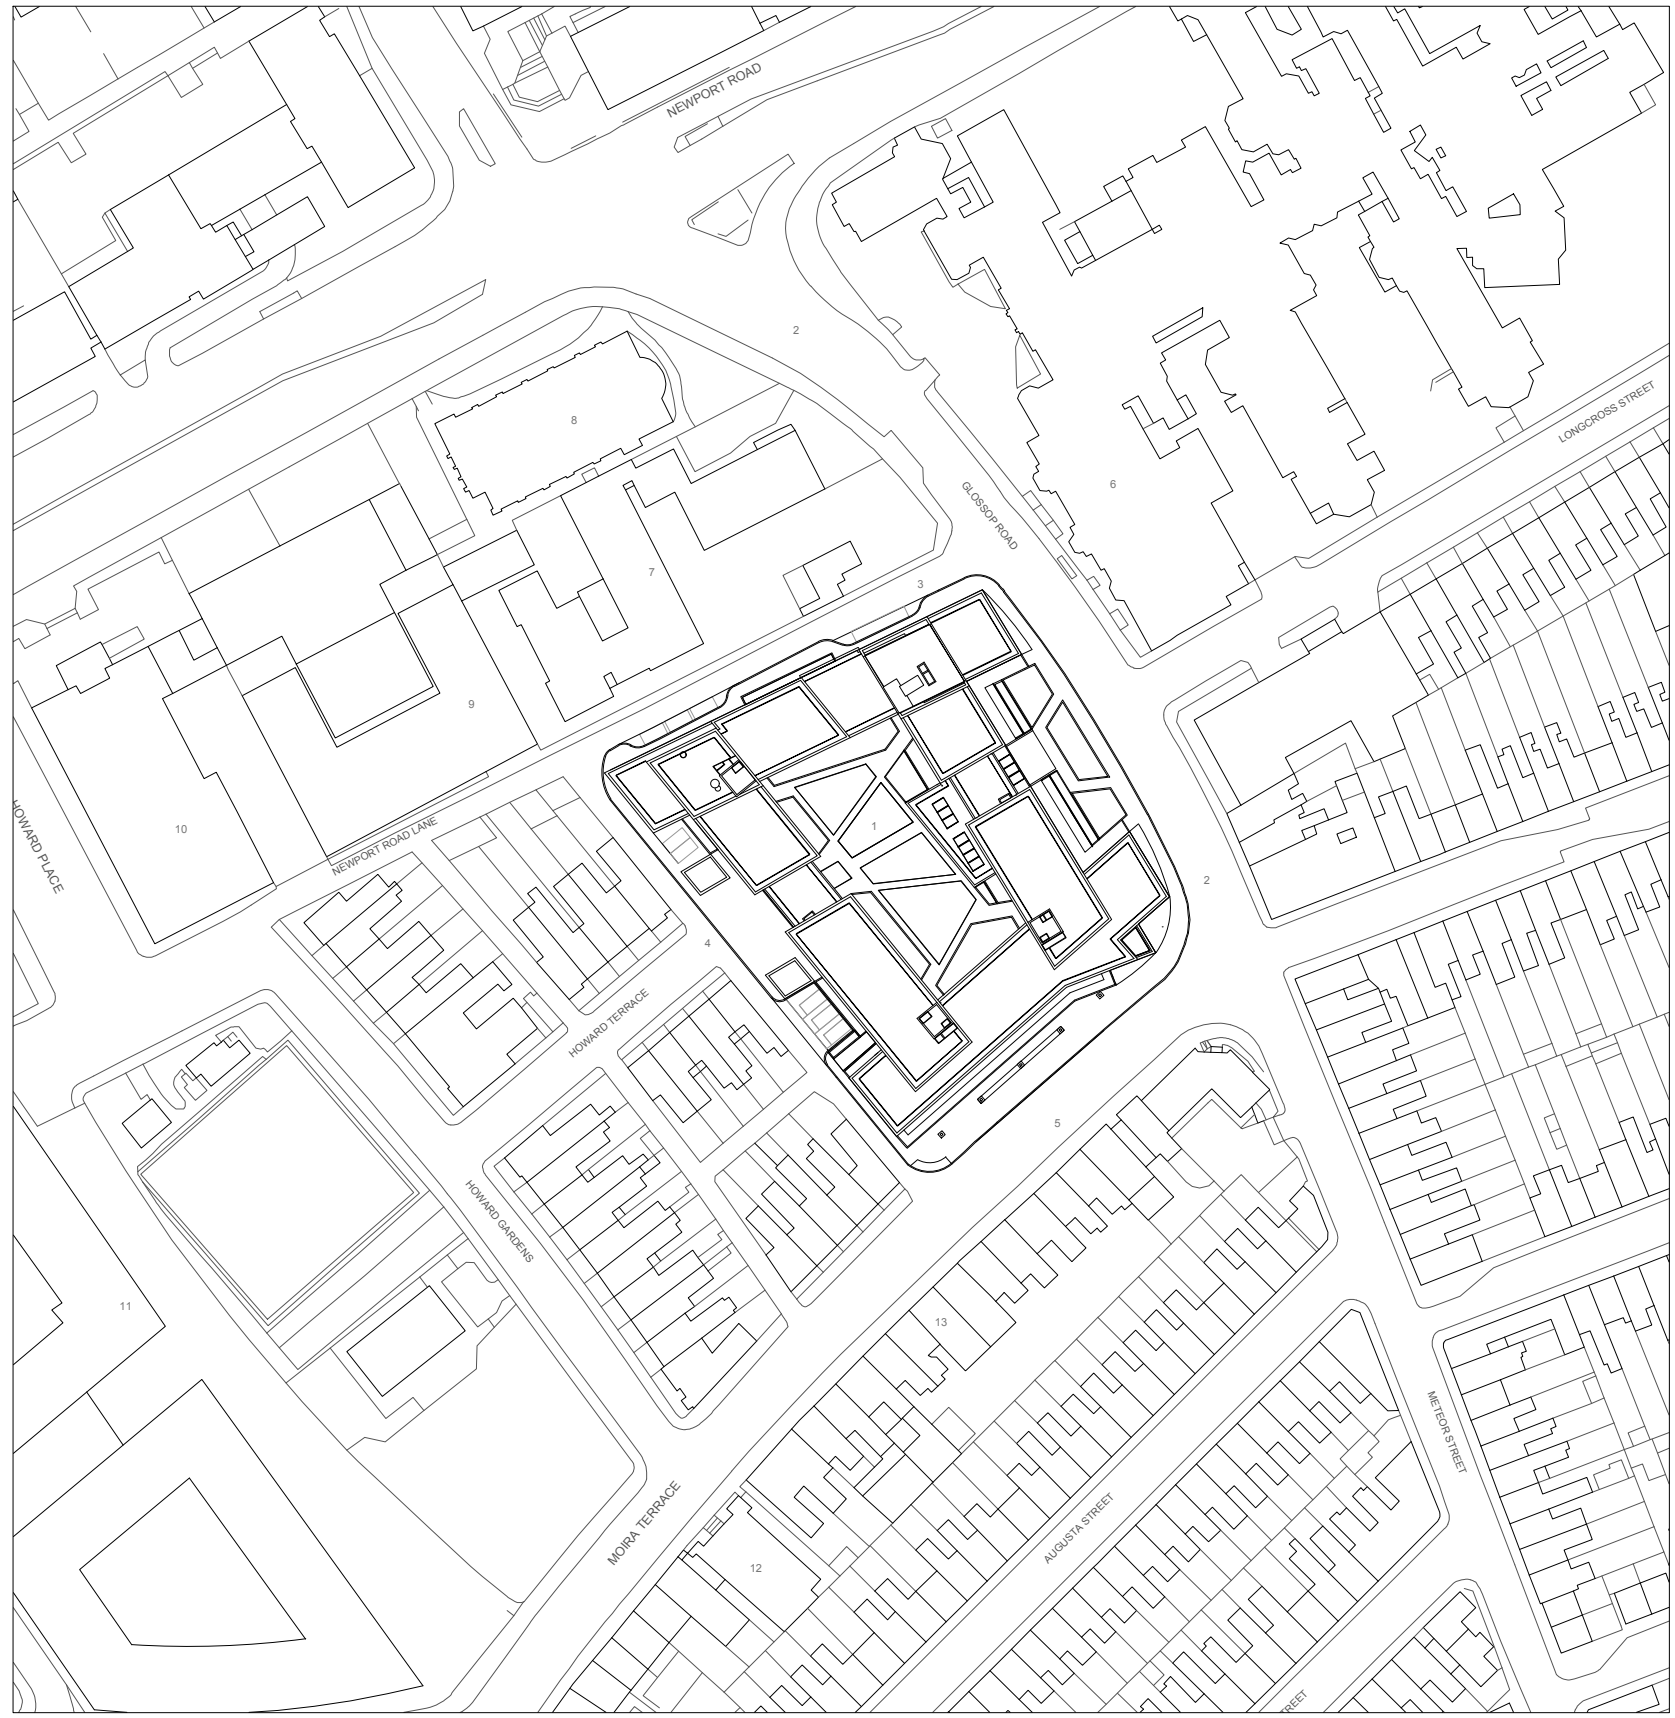 NEWPORT ROAD
2
LONGCROSS STREET
8
6
GLOSSOP ROAD
7
3
9
10
1
HOWARD PLACE
NEWPORT ROAD LANE
2
4
HOWARD TERRACE
5
HOWARD GARDENS
11
13
METEOR STREET
MOIRA TERRACE
AUGUSTA STREET
12